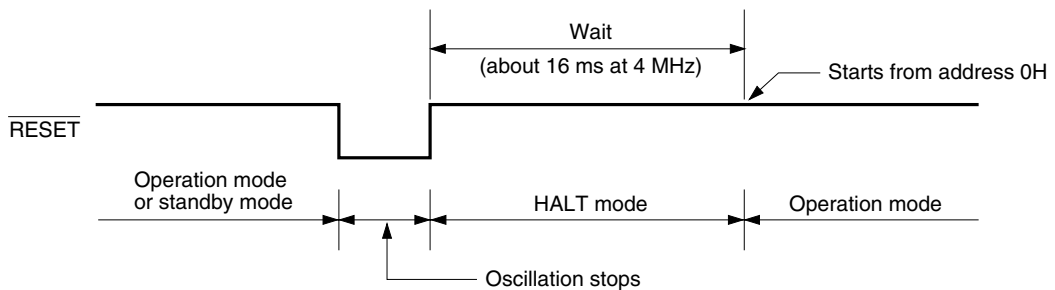 Wait
(about 16 ms at 4 MHz)
Starts from address 0H
RESET
Operation mode
or standby mode
HALT mode
Operation mode
Oscillation stops